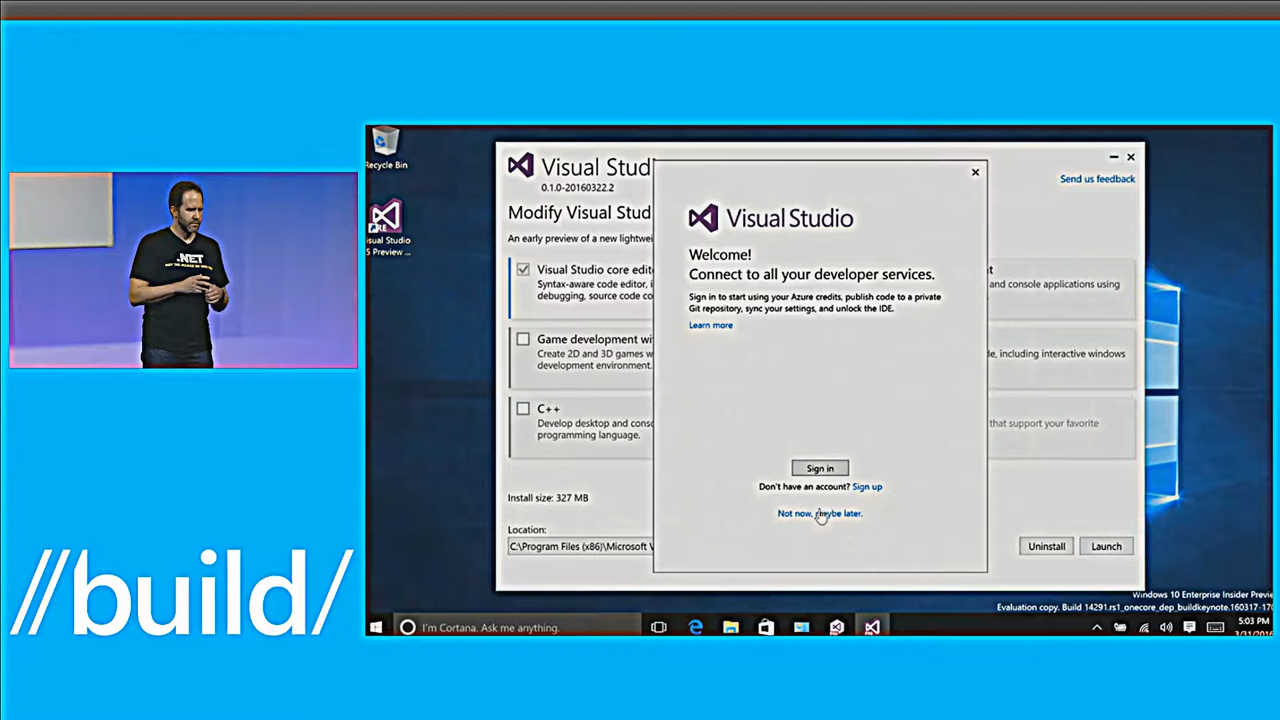 Recycle Bin
Visual Stud
0.1.0-20160322.2
Send us feedback
Modify Visual Stud
An early preview of a new lightwei
Visual Studio core edit
Syntax-aware code editor, i
debugging, source code co
and console applications using
Game development wi
Create 2D and 3D games w
development environment.
including interactive windows
C++
Develop desktop and cons
programming language.
that support your favorite
Install size: 327 MB
Location:
C:\Program Files (x86)\Microsoft V
Uninstall
Launch
Visual Studio
Welcome!
Connect to all your developer services.
Sign in to start using your Azure credits, publish code to a private
Git repository, sync your settings, and unlock the IDE.
Learn more
Sign in
Don't have an account? Sign up
Not now, maybe later.
isual Studio
5 Preview ...
.NET
//build/
Windows 10 Enterprise Insider Previe
Evaluation copy. Build 14291.rs1_onecore_dep_buildkeynote.160317-17
I'm Cortana. Ask me anything.
5:03 PM
3/31/2016